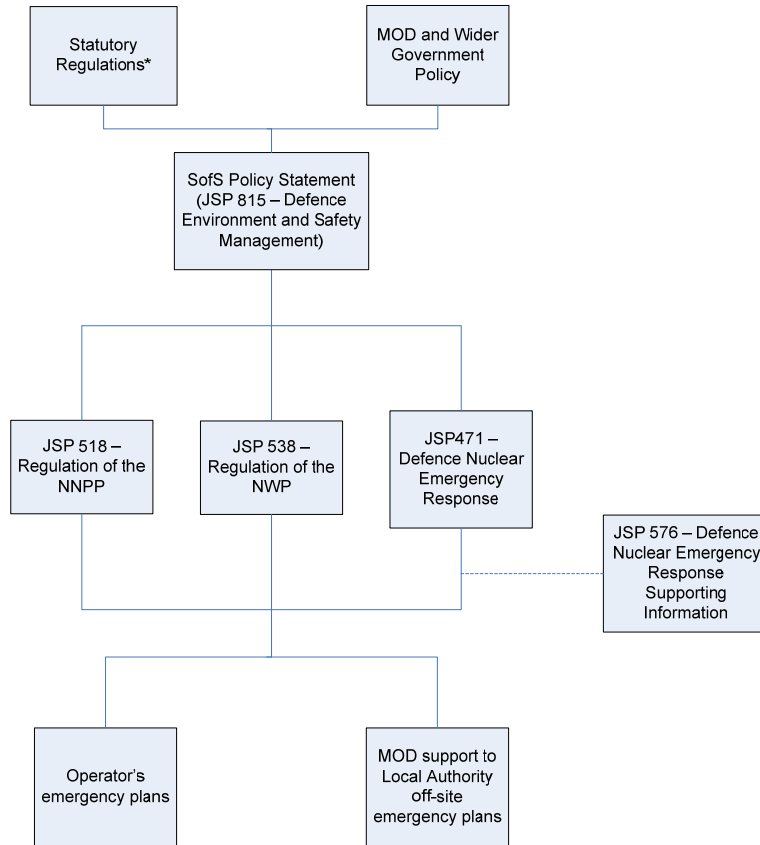 Statutory
Regulations*
MOD and Wider
Government
Policy
SofS Policy Statement
(JSP 815 – Defence
Environment and Safety
Management)
JSP 518 –
Regulation of the
NNPP
JSP 538 –
Regulation of the
NWP
JSP471 –
Defence Nuclear
Emergency
Response
JSP 576 – Defence
Nuclear Emergency
Response
Supporting
Information
Operator’s
emergency plans
MOD support to
Local Authority
off-site
emergency plans